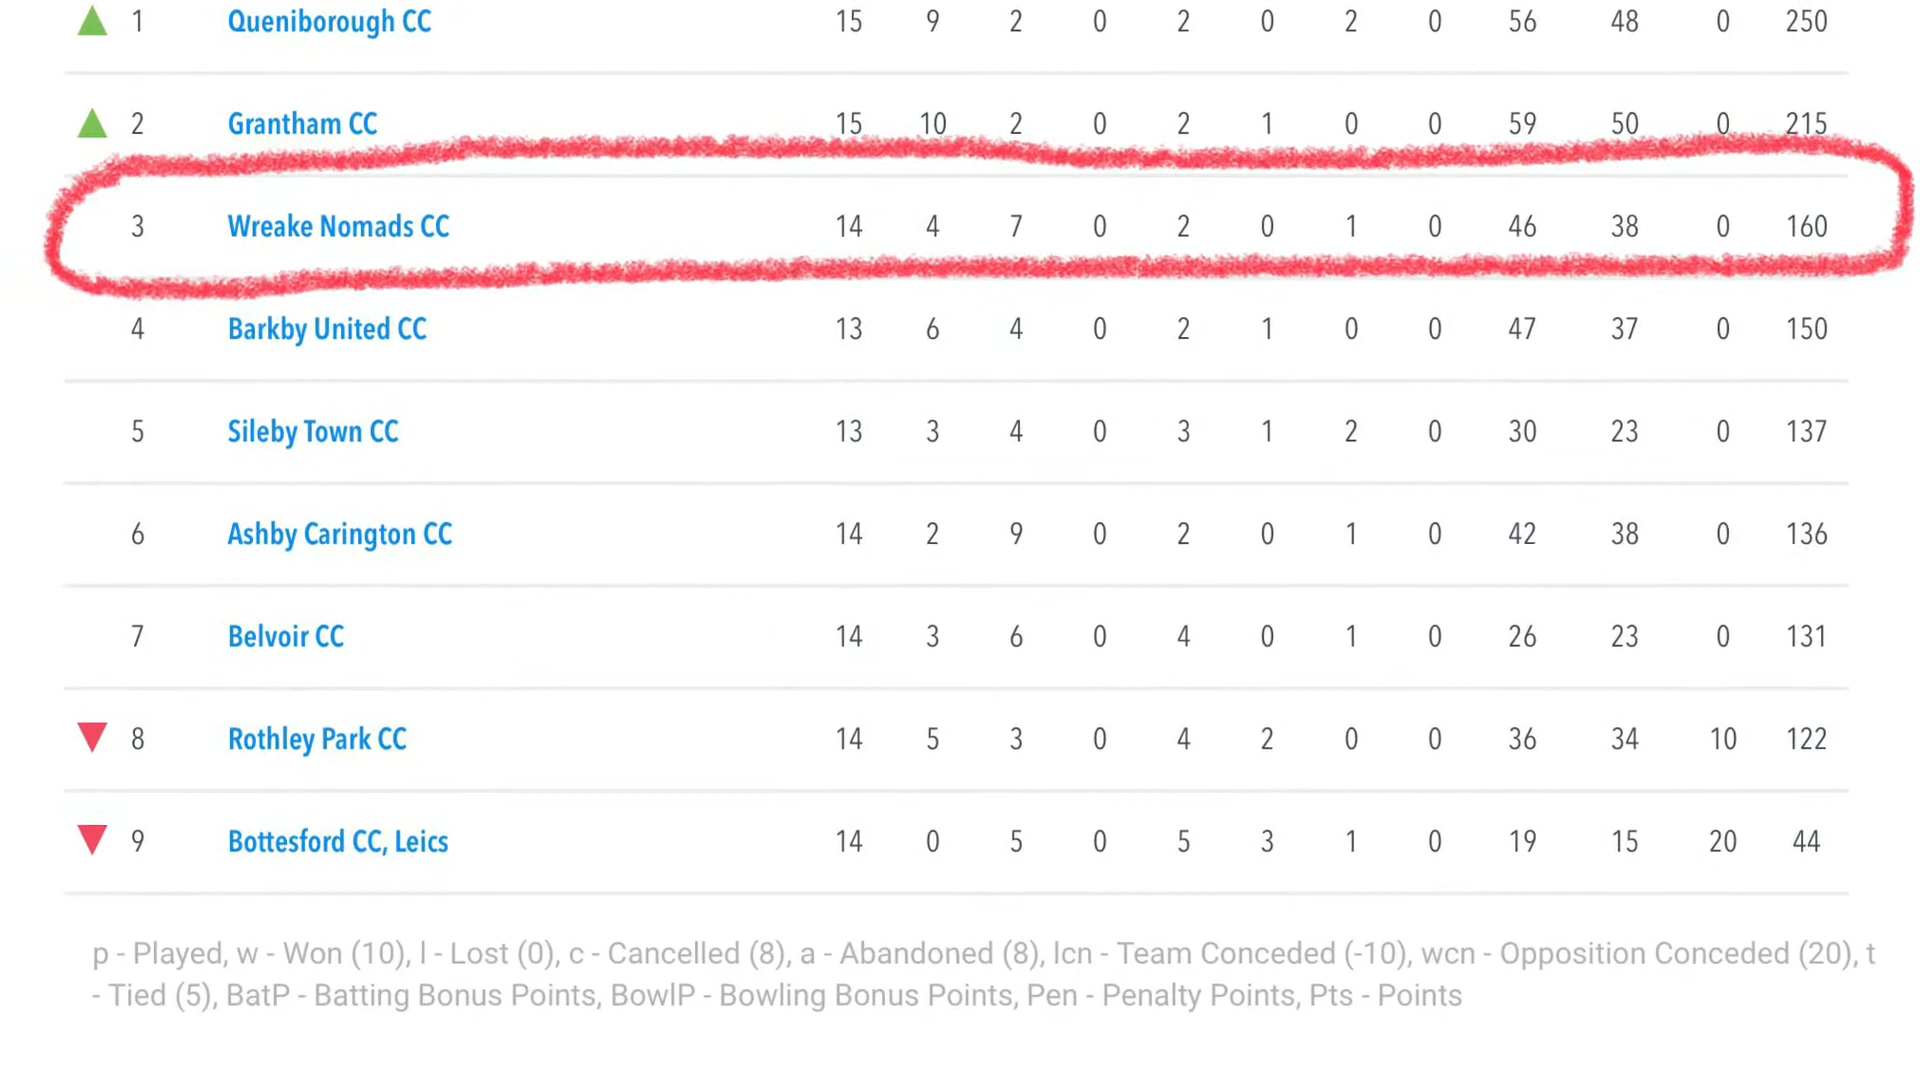 1 Queniborough CC 15 9 2 0 2 0 2 0 56 48 0 250
2 Grantham CC 15 10 2 0 2 1 0 0 59 50 0 215
3 Wreake Nomads CC 14 4 7 0 2 0 1 0 46 38 0 160
4 Barkby United CC 13 6 4 0 2 1 0 0 47 37 0 150
5 Sileby Town CC 13 3 4 0 3 1 2 0 30 23 0 137
6 Ashby Carington CC 14 2 9 0 2 0 1 0 42 38 0 136
7 Belvoir CC 14 3 6 0 4 0 1 0 26 23 0 131
8 Rothley Park CC 14 5 3 0 4 2 0 0 36 34 10 122
9 Bottesford CC, Leics 14 0 5 0 5 3 1 0 19 15 20 44
p - Played, w - Won (10), l - Lost (0), c - Cancelled (8), a - Abandoned (8), lcn - Team Conceded (-10), wcn - Opposition Conceded (20), t
- Tied (5), BatP - Batting Bonus Points, BowlP - Bowling Bonus Points, Pen - Penalty Points, Pts - Points